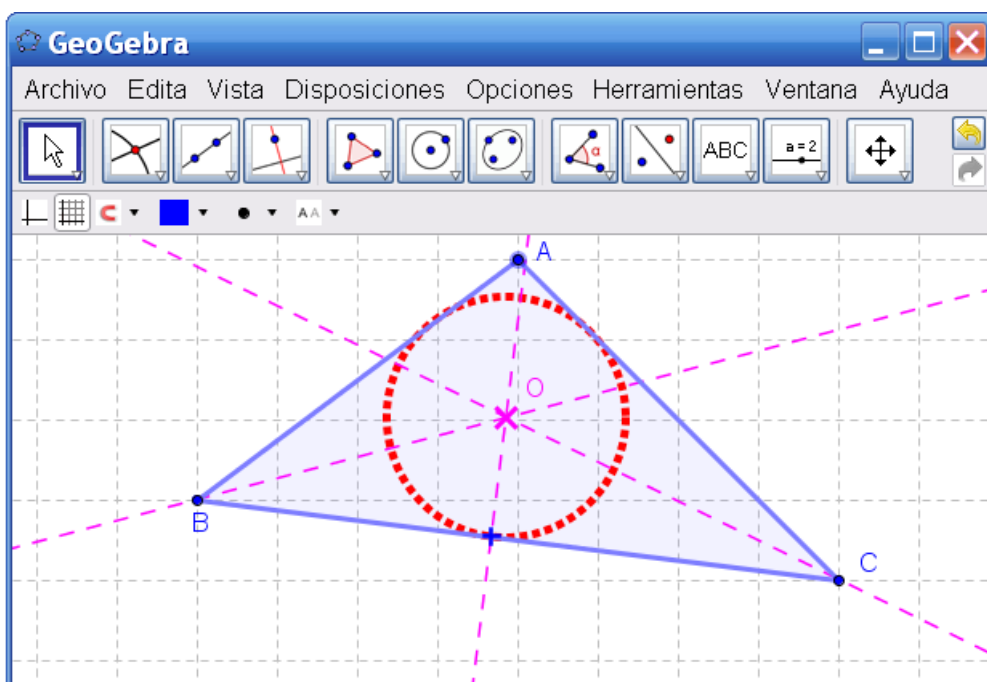 GeoGebra
Archivo Edita Vista Disposiciones Opciones Herramientas Ventana Ayuda
α ABC a=2
A A
A
O
B
C